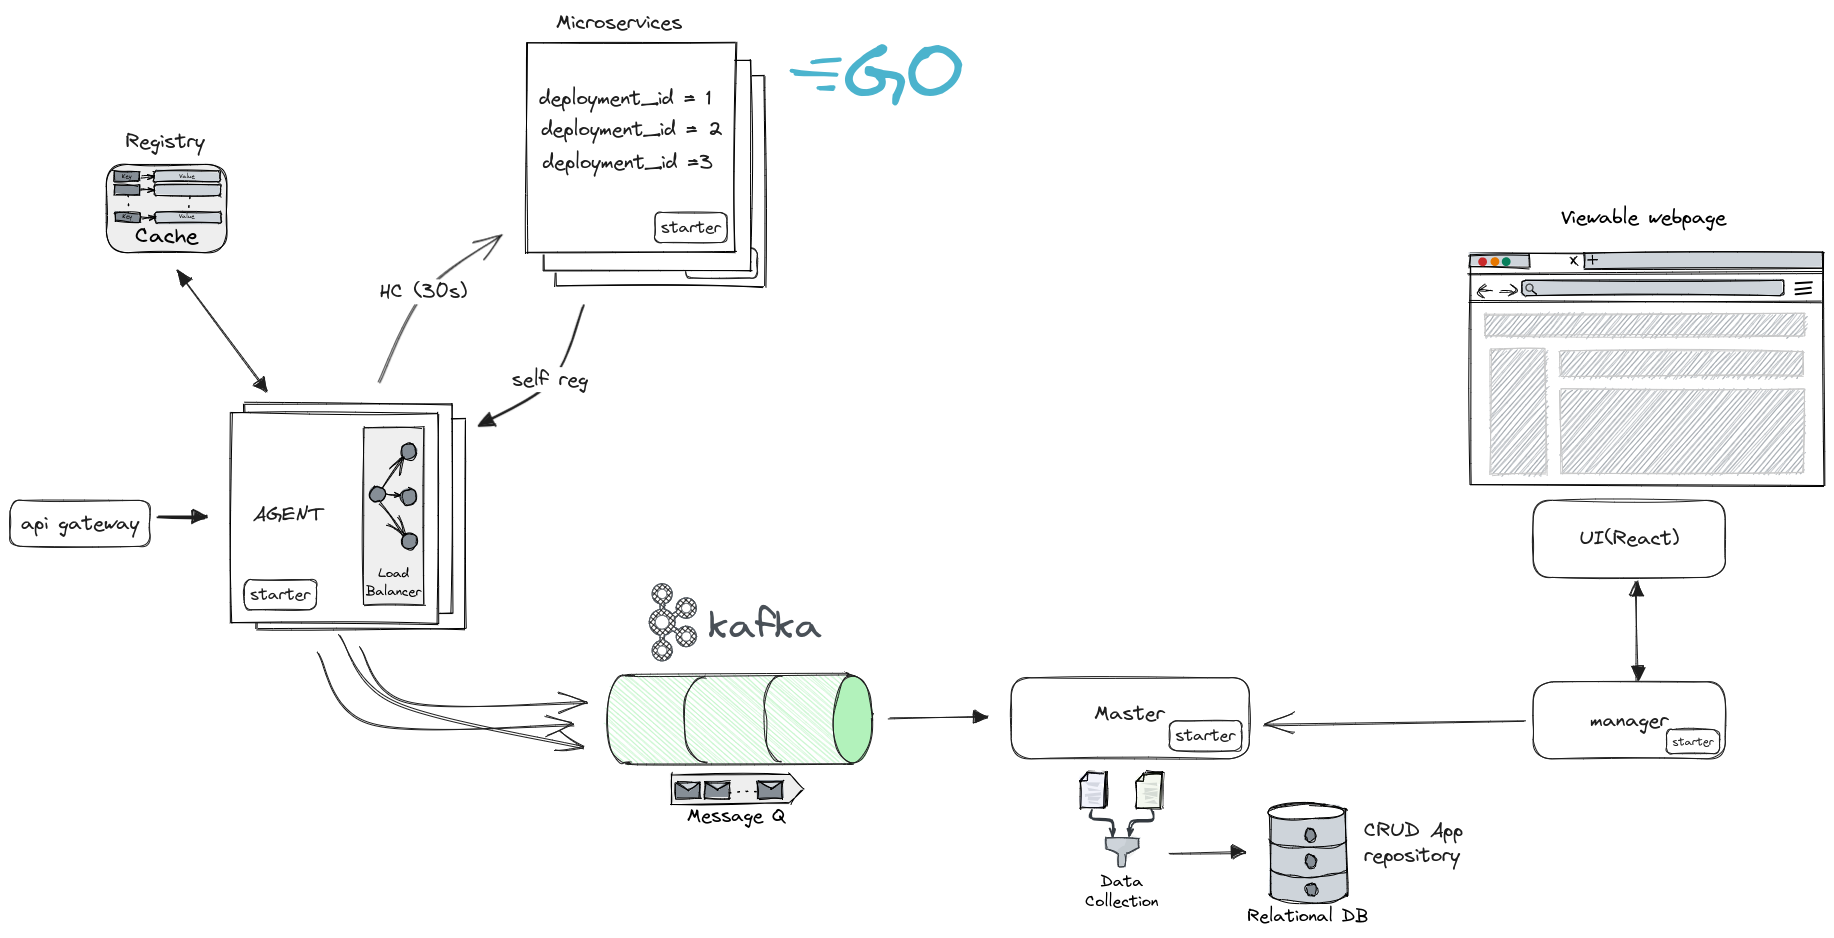 Microservices
GO
deployment_id = 1
deployment_id = 2
deployment_id =3
starter
Registry
Key
Value
Key
Value
Cache
HC (30s)
self reg
Viewable webpage
X
+
api gateway
AGENT
starter
Load
Balancer
UI(React)
kafka
Message Q
Master
starter
manager
starter
Data
Collection
CRUD App
repository
Relational DB